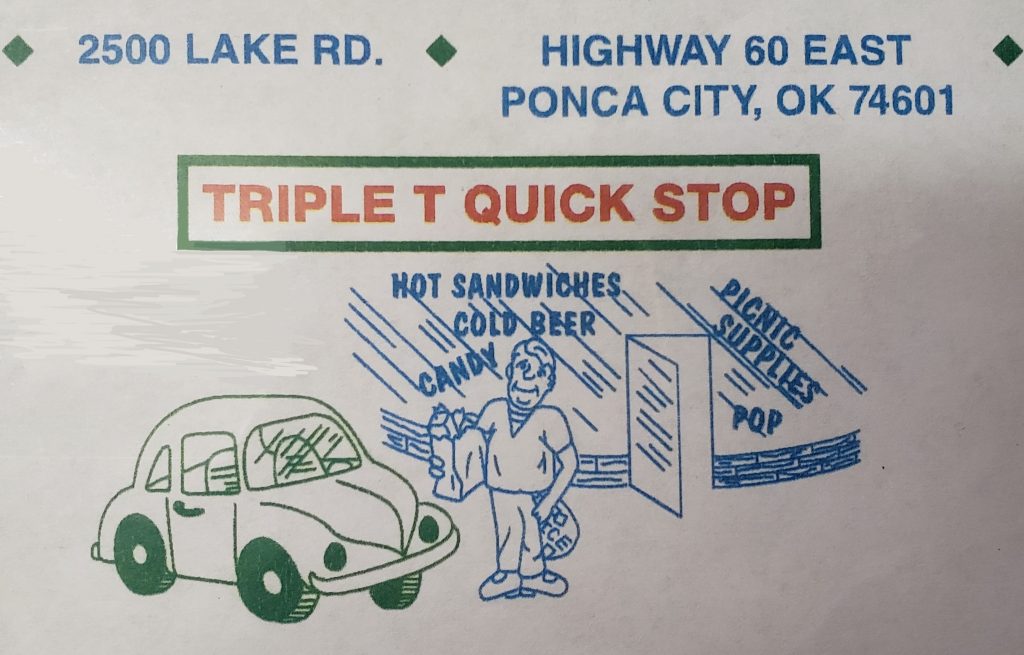 2500 LAKE RD.
HIGHWAY 60 EAST
PONCA CITY, OK 74601
TRIPLE T QUICK STOP
HOT SANDWICHES
COLD BEER
CANDY
PICNIC
SUPPLIES
POP
ICE